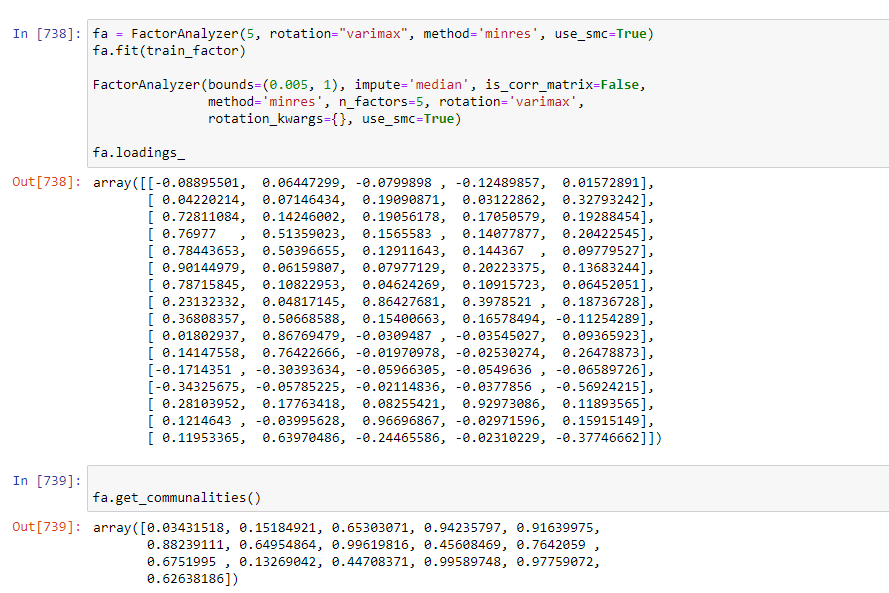 In [738]: fa = FactorAnalyzer(5, rotation="varimax", method='minres', use_smc=True)
fa.fit(train_factor)
FactorAnalyzer(bounds=(0.005, 1), impute='median', is_corr_matrix=False,
method='minres', n_factors=5, rotation='varimax',
rotation_kwargs={}, use_smc=True)
fa.loadings_
Out[738]: array([[-0.08895501,  0.06447299, -0.0799898 , -0.12489857,  0.01572891],
[ 0.04220214,  0.07146434,  0.19090871,  0.03122862,  0.32793242],
[ 0.72811084,  0.14246002,  0.19056178,  0.17050579,  0.19288454],
[ 0.76977   ,  0.51359023,  0.1565583 ,  0.14077877,  0.20422545],
[ 0.78443653,  0.50396655,  0.12911643,  0.144367  ,  0.09779527],
[ 0.90144979,  0.06159807,  0.07977129,  0.20223375,  0.13683244],
[ 0.78715845,  0.10822953,  0.04624269,  0.10915723,  0.06452051],
[ 0.23132332,  0.04817145,  0.86427681,  0.3978521 ,  0.18736728],
[ 0.36808357,  0.50668588,  0.15400663,  0.16578494, -0.11254289],
[ 0.01802937,  0.86769479, -0.0309487 , -0.03545027,  0.09365923],
[ 0.14147558,  0.76422666, -0.01970978, -0.02530274,  0.26478873],
[-0.1714351 , -0.30393634, -0.05966305, -0.0549636 , -0.06589726],
[-0.34325675, -0.05785225, -0.02114836, -0.0377856 , -0.56924215],
[ 0.28103952,  0.17763418,  0.08255421,  0.92973086,  0.11893565],
[ 0.1214643 , -0.03995628,  0.96696867, -0.02971596,  0.15915149],
[ 0.11953365,  0.63970486, -0.24465586, -0.02310229, -0.37746662]])
In [739]:
fa.get_communalities()
Out[739]: array([0.03431518, 0.15184921, 0.65303071, 0.94235797, 0.91639975,
0.88239111, 0.64954864, 0.99619816, 0.45608469, 0.7642059 ,
0.6751995 , 0.13269042, 0.44708371, 0.99589748, 0.97759072,
0.62638186])